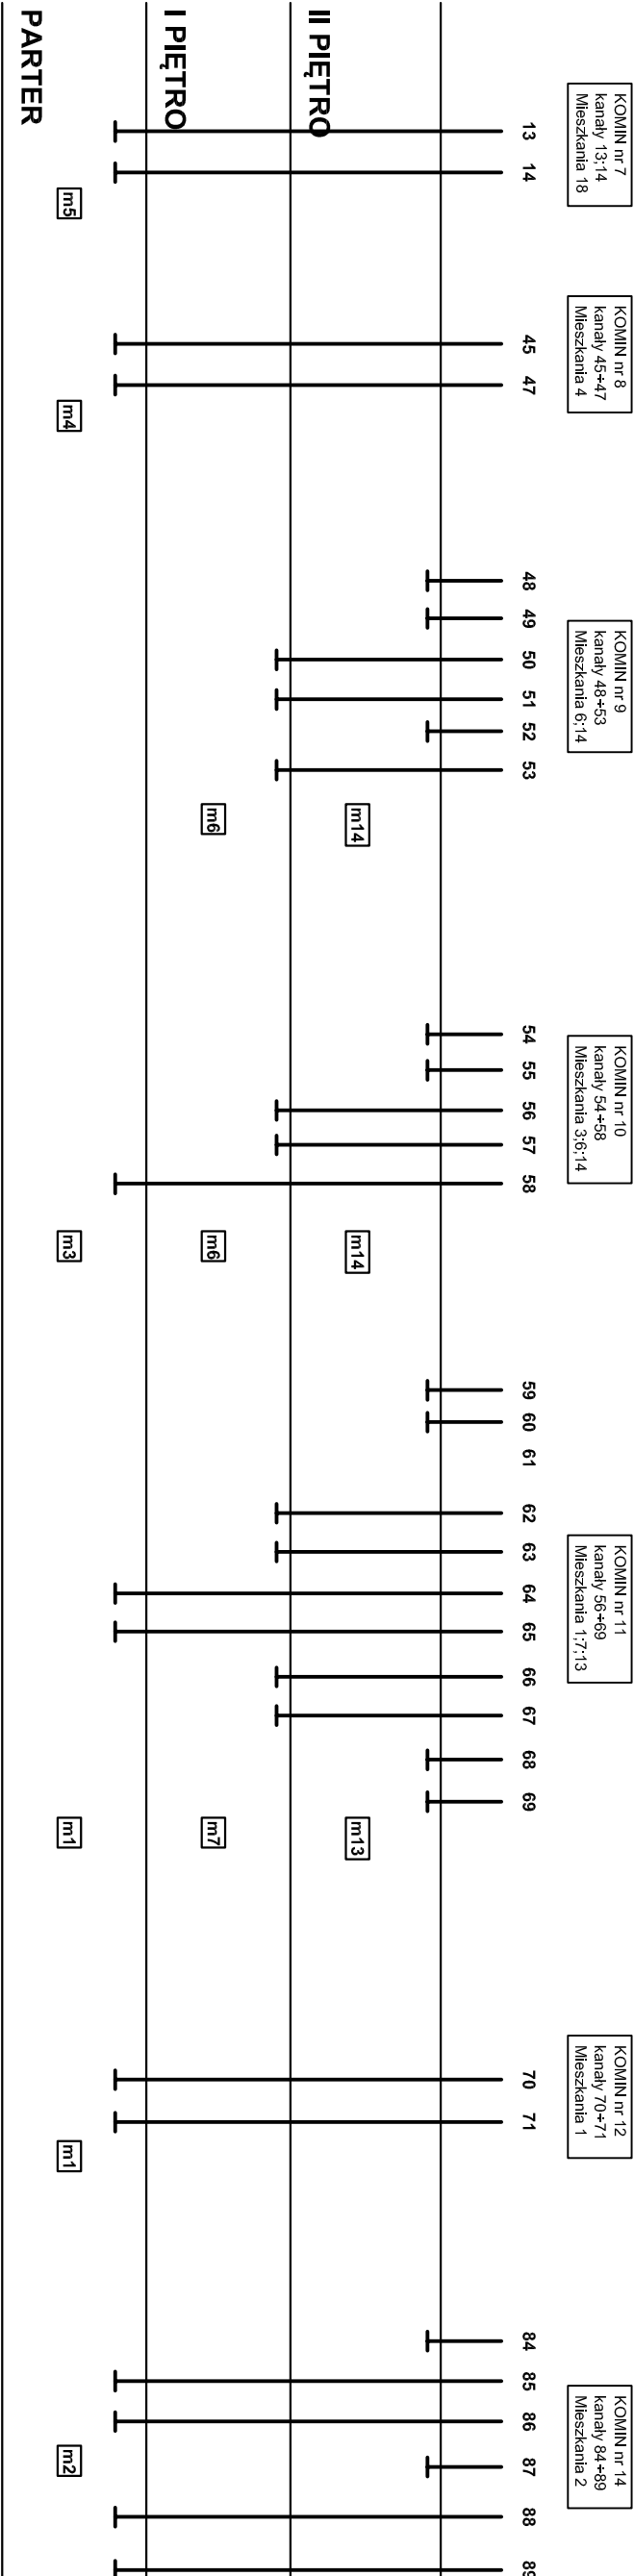 KOMIN nr 7
kanały 13;14
Mieszkania 18
KOMIN nr 8
kanały 45÷47
Mieszkania 4
KOMIN nr 9
kanały 48÷53
Mieszkania 6;14
KOMIN nr 10
kanały 54÷58
Mieszkania 3;6;14
KOMIN nr 11
kanały 56÷69
Mieszkania 1;7;13
KOMIN nr 12
kanały 70÷71
Mieszkania 1
KOMIN nr 14
kanały 84÷89
Mieszkania 2
13 14 45 47 48 49 50 51 52 53 54 55 56 57 58 59 60 61 62 63 64 65 66 67 68 69 70 71 84 85 86 87 88 89
II PIĘTRO
m14 m14 m13
I PIĘTRO
m6 m6 m7
m5 m4 m3 m1 m1 m2
PARTER